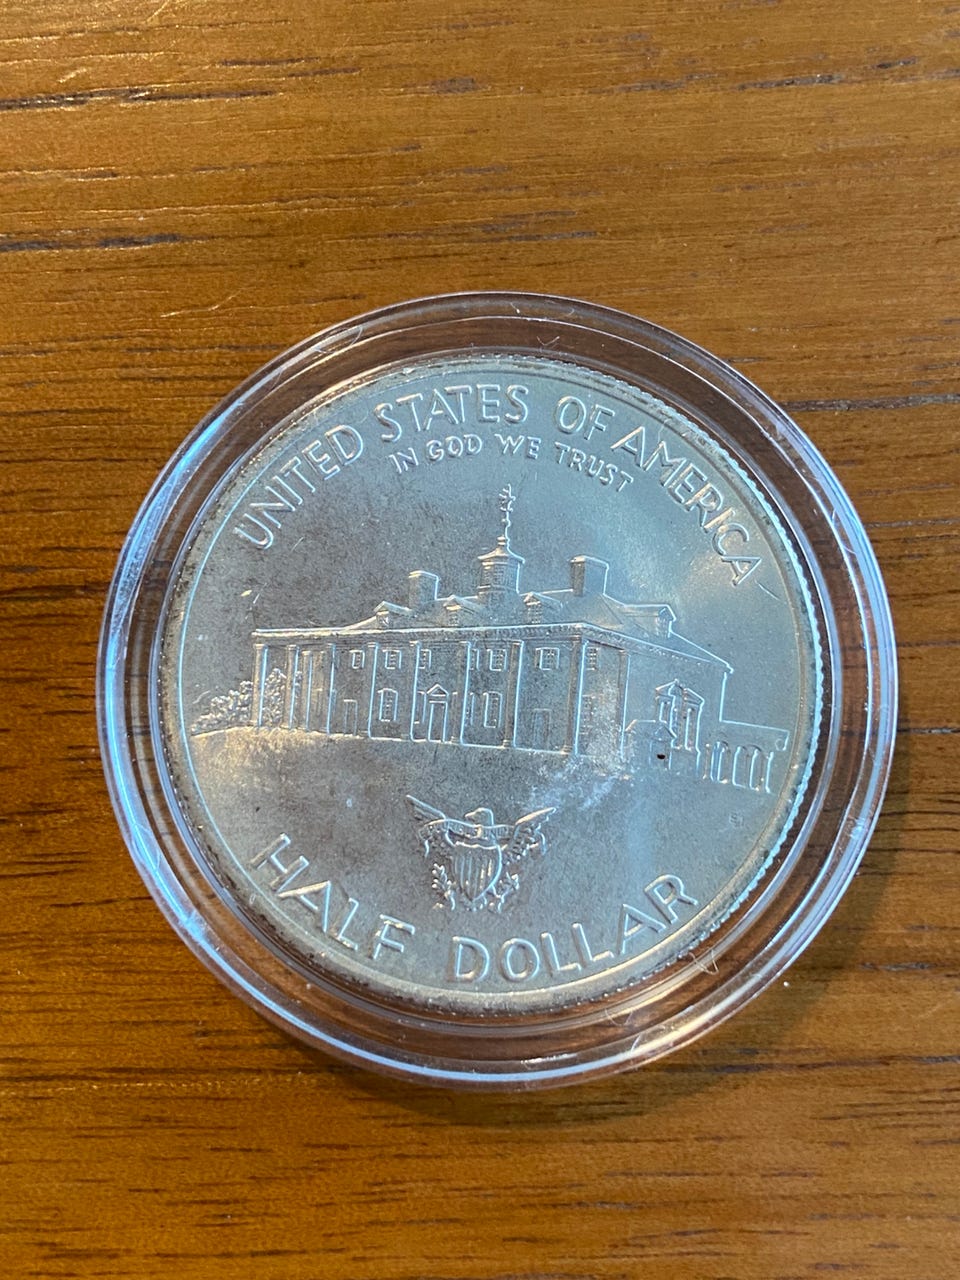 UNITED STATES OF AMERICA
IN GOD WE TRUST
HALF DOLLAR